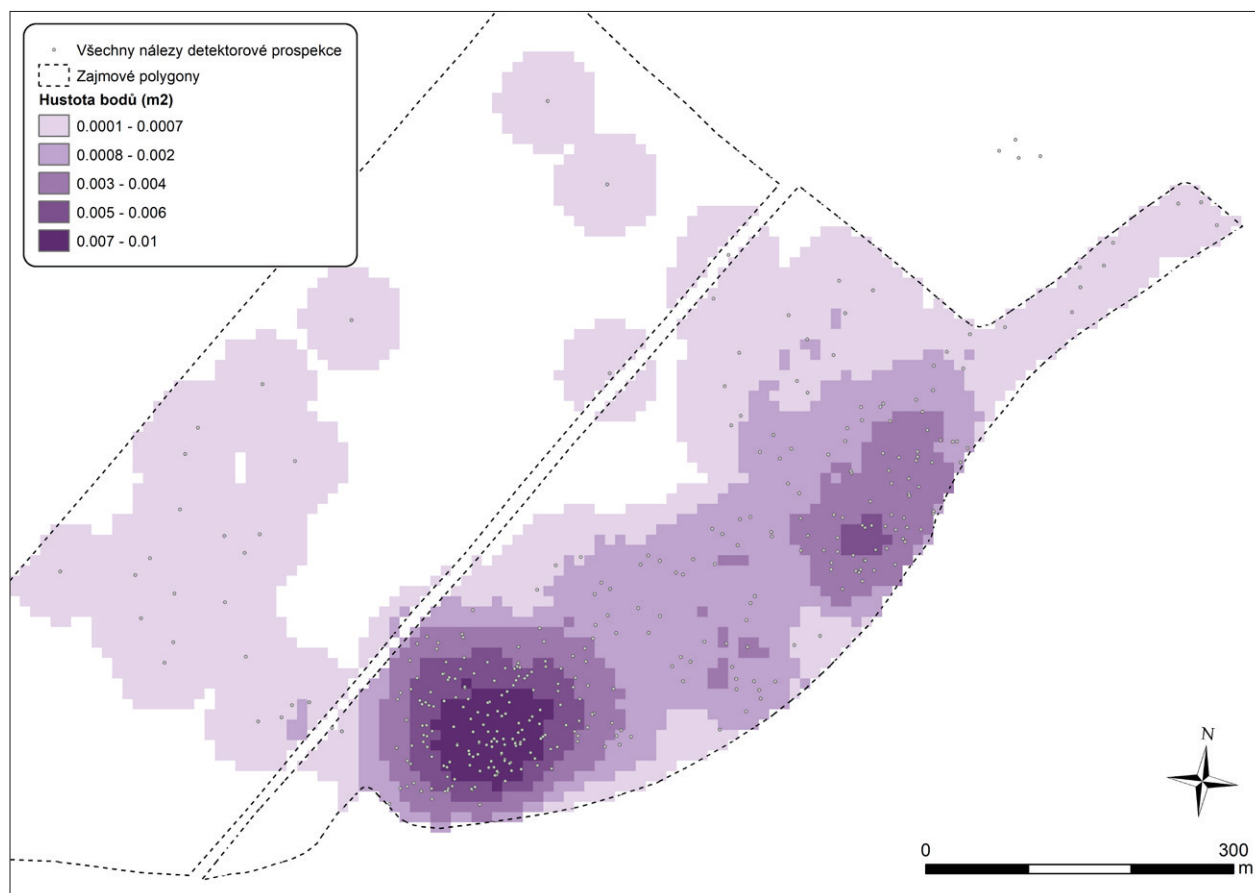 Všechny nálezy detektorové prospekce
Zajmové polygony
Hustota bodů (m2)
0.0001 - 0.0007
0.0008 - 0.002
0.003 - 0.004
0.005 - 0.006
0.007 - 0.01
N
0 300
m